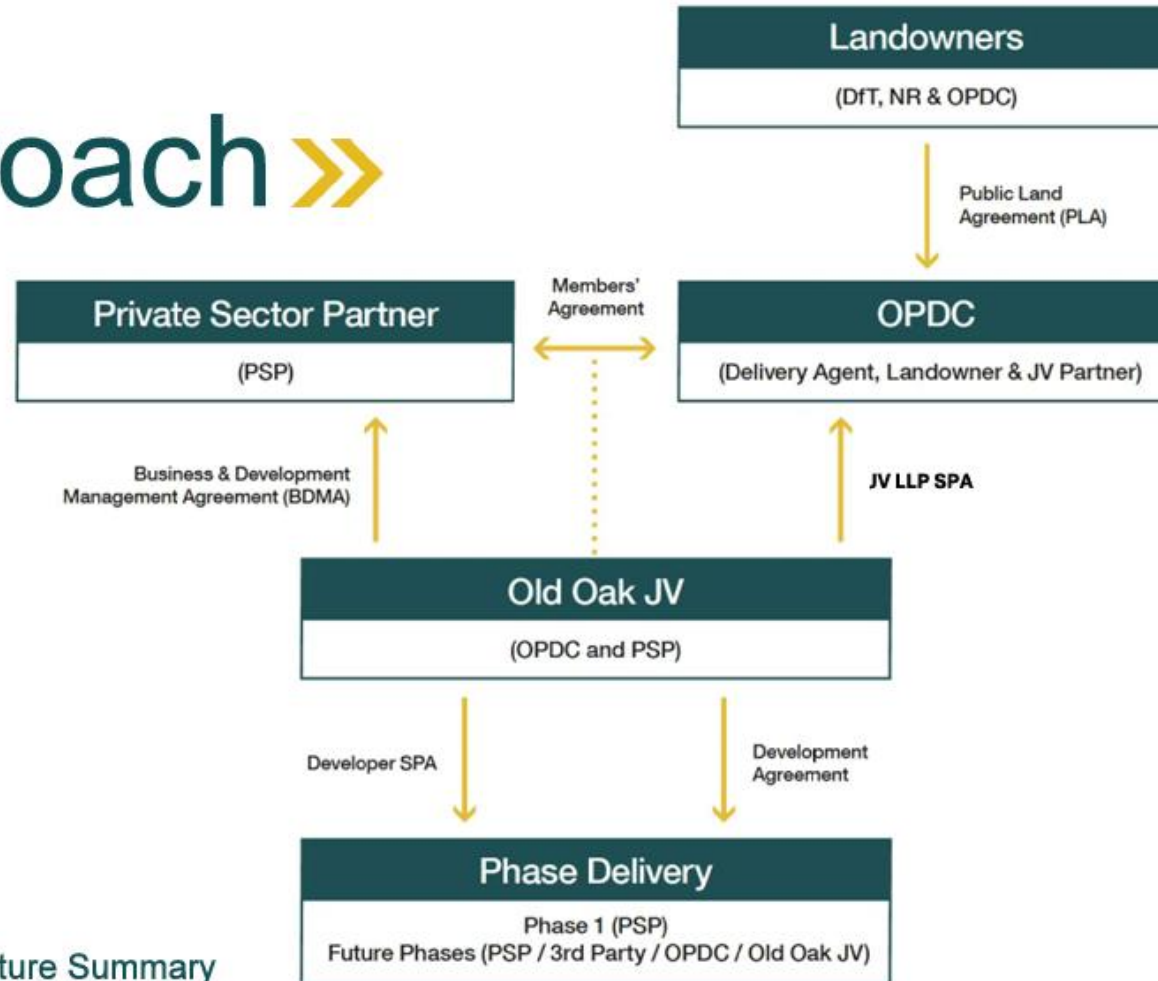 oach
Landowners
(DfT, NR & OPDC)
Public Land
Agreement (PLA)
Private Sector Partner
(PSP)
Members'
Agreement
OPDC
(Delivery Agent, Landowner & JV Partner)
Business & Development
Management Agreement (BDMA)
JV LLP SPA
Old Oak JV
(OPDC and PSP)
Developer SPA
Development
Agreement
Phase Delivery
Phase 1 (PSP)
Future Phases (PSP / 3rd Party / OPDC / Old Oak JV)
ture Summary